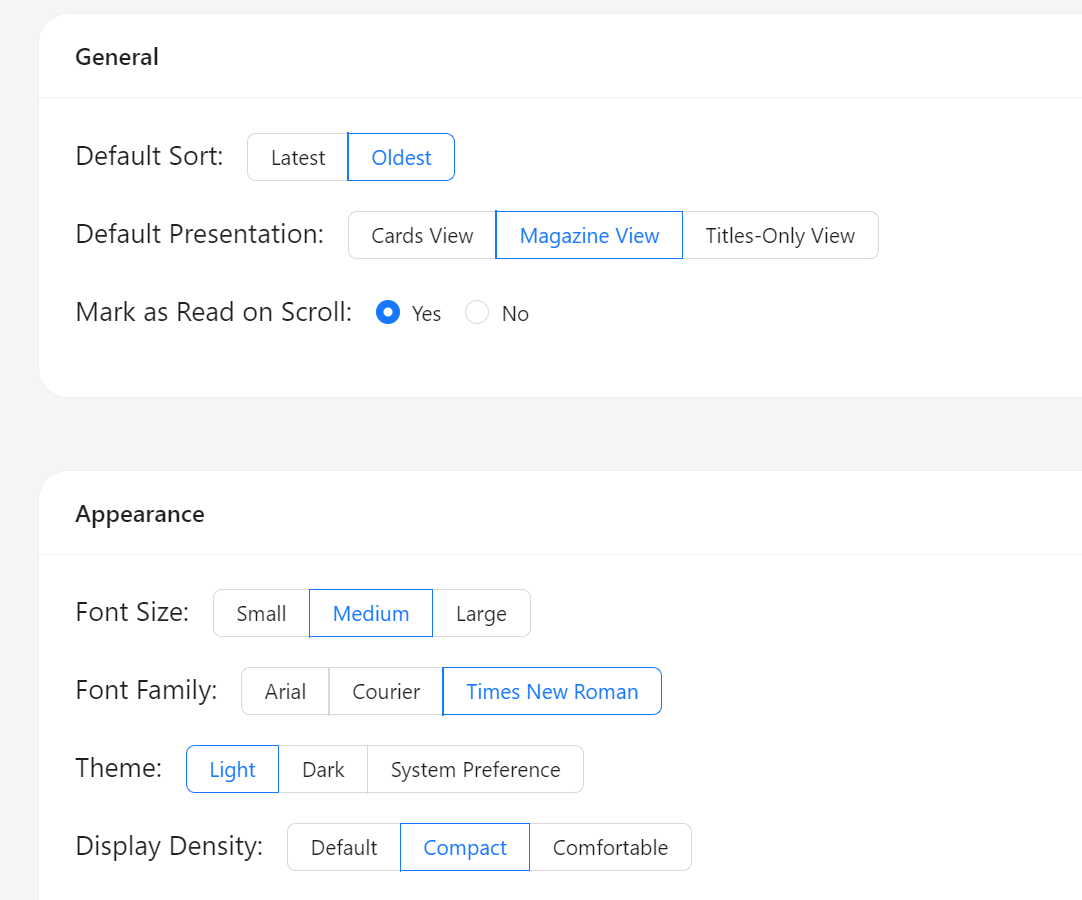 General
Default Sort: Latest Oldest
Default Presentation: Cards View Magazine View Titles-Only View
Mark as Read on Scroll: Yes No
Appearance
Font Size: Small Medium Large
Font Family: Arial Courier Times New Roman
Theme: Light Dark System Preference
Display Density: Default Compact Comfortable